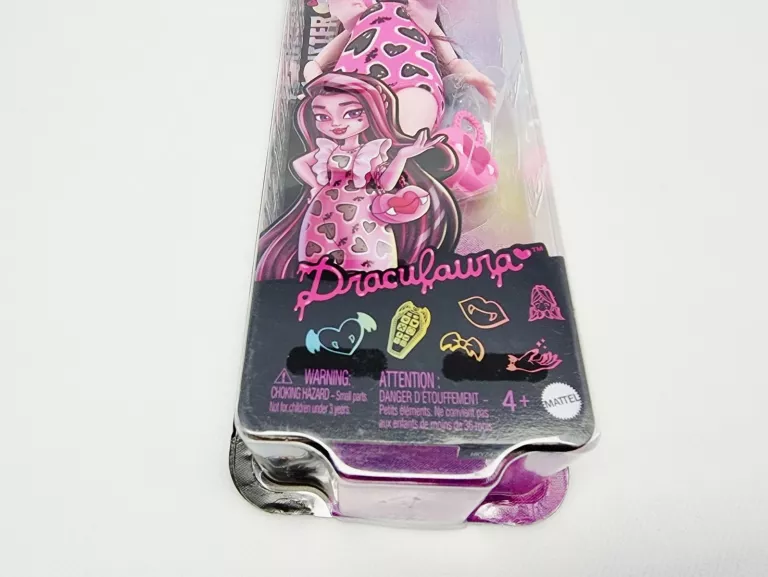 Draculaura™
WARNING:
CHOKING HAZARD – Small parts.
Not for children under 3 years.
ATTENTION :
DANGER D'ÉTOUFFEMENT –
Petits éléments. Ne convient pas
aux enfants de moins de 36 mois.
4+
MATTEL